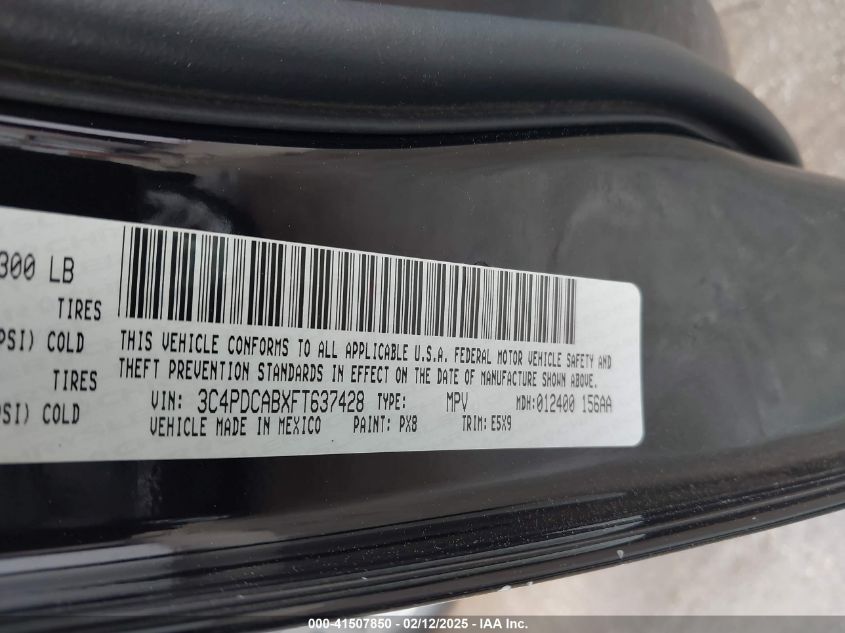 300 LB
TIRES
PSI) COLD
TIRES
PSI) COLD
THIS VEHICLE CONFORMS TO ALL APPLICABLE U.S.A. FEDERAL MOTOR VEHICLE SAFETY AND
THEFT PREVENTION STANDARDS IN EFFECT ON THE DATE OF MANUFACTURE SHOWN ABOVE.
VIN: 3C4PDCABXFT637428 TYPE: MPV MDH:012400 156AA
VEHICLE MADE IN MEXICO PAINT: PX8 TRIM: E5X9
000-41507850 - 02/12/2025 - IAA Inc.